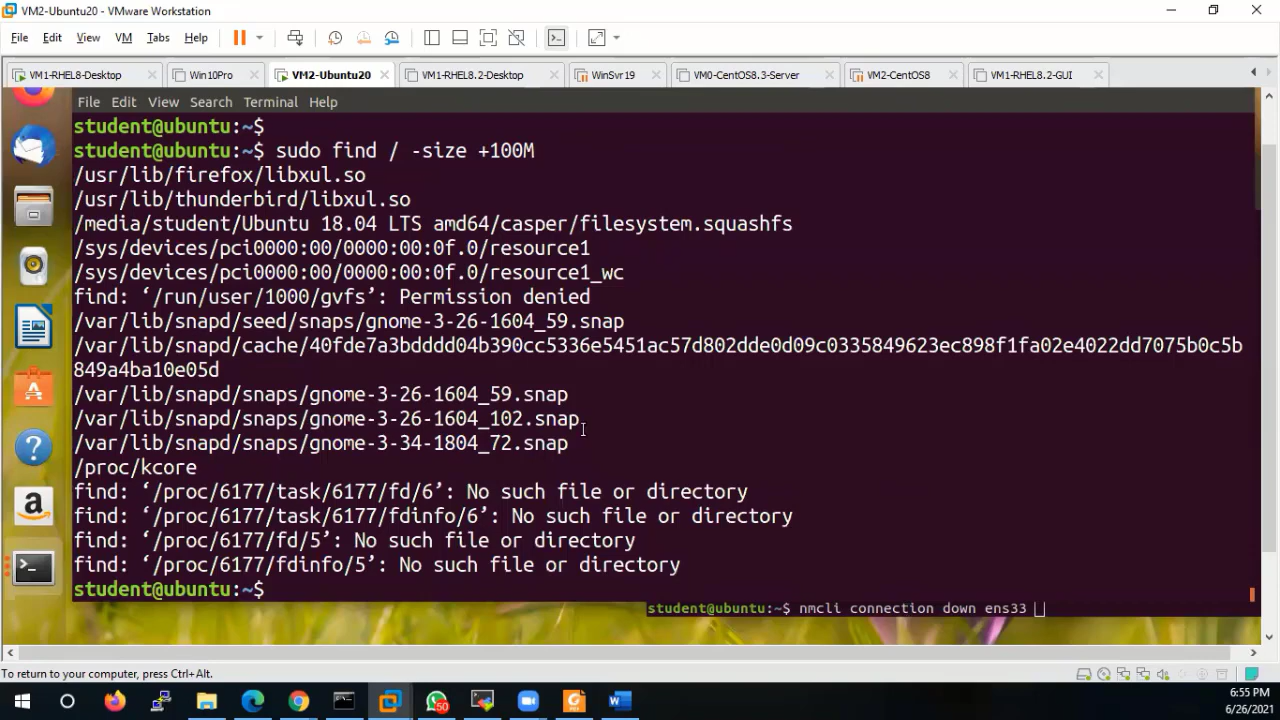 VM2-Ubuntu20 - VMware Workstation
File Edit View VM Tabs Help
VM1-RHEL8-Desktop Win10Pro VM2-Ubuntu20 VM1-RHEL8.2-Desktop WinSvr19 VM0-CentOS8.3-Server VM2-CentOS8 VM1-RHEL8.2-GUI
File Edit View Search Terminal Help
student@ubuntu:~$
student@ubuntu:~$ sudo find / -size +100M
/usr/lib/firefox/libxul.so
/usr/lib/thunderbird/libxul.so
/media/student/Ubuntu 18.04 LTS amd64/casper/filesystem.squashfs
/sys/devices/pci0000:00/0000:00:0f.0/resource1
/sys/devices/pci0000:00/0000:00:0f.0/resource1_wc
find: ‘/run/user/1000/gvfs’: Permission denied
/var/lib/snapd/seed/snaps/gnome-3-26-1604_59.snap
/var/lib/snapd/cache/40fde7a3bdddd04b390cc5336e5451ac57d802dde0d09c0335849623ec898f1fa02e4022dd7075b0c5b
849a4ba10e05d
/var/lib/snapd/snaps/gnome-3-26-1604_59.snap
/var/lib/snapd/snaps/gnome-3-26-1604_102.snap
/var/lib/snapd/snaps/gnome-3-34-1804_72.snap
/proc/kcore
find: ‘/proc/6177/task/6177/fd/6’: No such file or directory
find: ‘/proc/6177/task/6177/fdinfo/6’: No such file or directory
find: ‘/proc/6177/fd/5’: No such file or directory
find: ‘/proc/6177/fdinfo/5’: No such file or directory
student@ubuntu:~$
student@ubuntu:~$ nmcli connection down ens33
To return to your computer, press Ctrl+Alt.
50
6:55 PM
6/26/2021